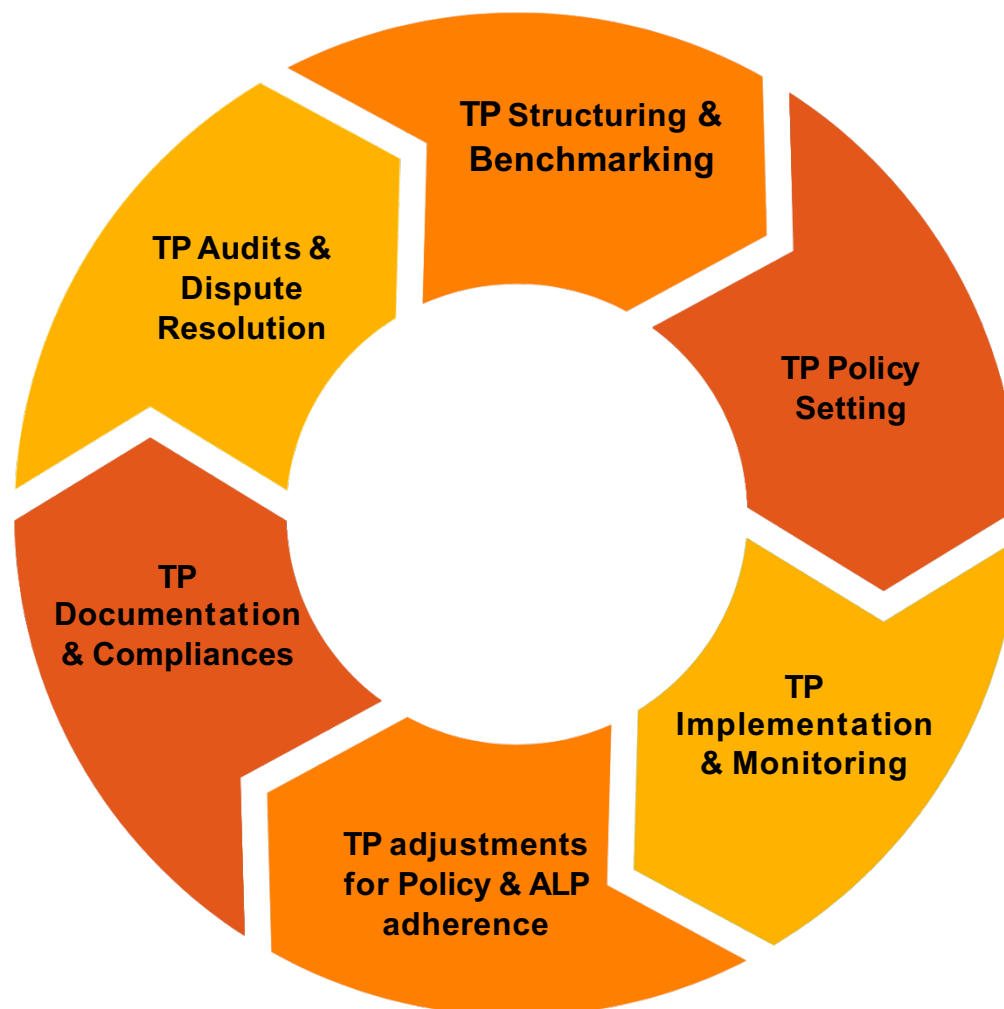 TP Structuring &
Benchmarking
TP Policy
Setting
TP
Implementation
& Monitoring
TP adjustments
for Policy & ALP
adherence
TP
Documentation
& Compliances
TP Audits &
Dispute
Resolution